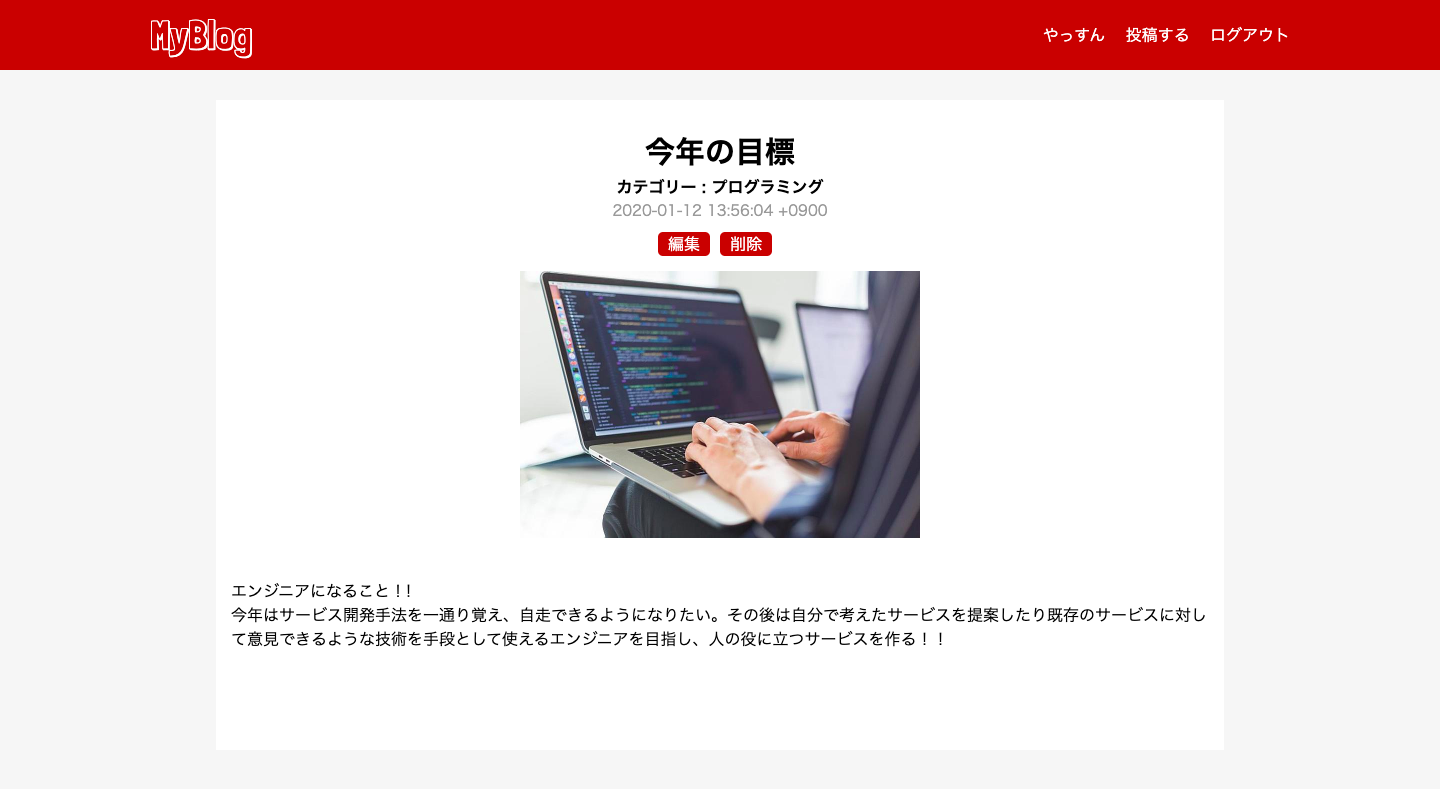 MyBlog
やっすん 投稿する ログアウト
今年の目標
カテゴリー : プログラミング
2020-01-12 13:56:04 +0900
編集 削除
エンジニアになること！！
今年はサービス開発手法を一通り覚え、自走できるようになりたい。その後は自分で考えたサービスを提案したり既存のサービスに対し
て意見できるような技術を手段として使えるエンジニアを目指し、人の役に立つサービスを作る！！